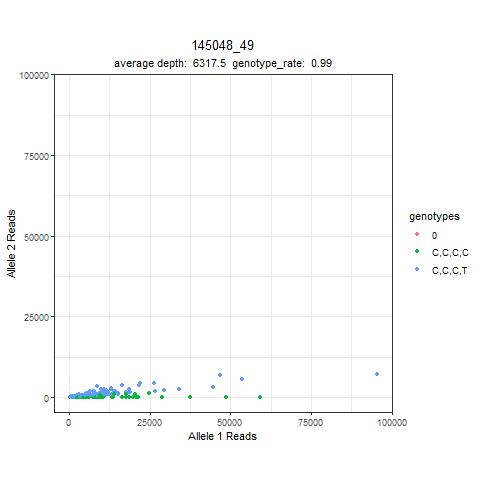 145048_49
average depth: 6317.5 genotype_rate: 0.99
100000
75000
50000
25000
0
Allele 2 Reads
0 25000 50000 75000 100000
Allele 1 Reads
genotypes
0
C,C,C,C
C,C,C,T